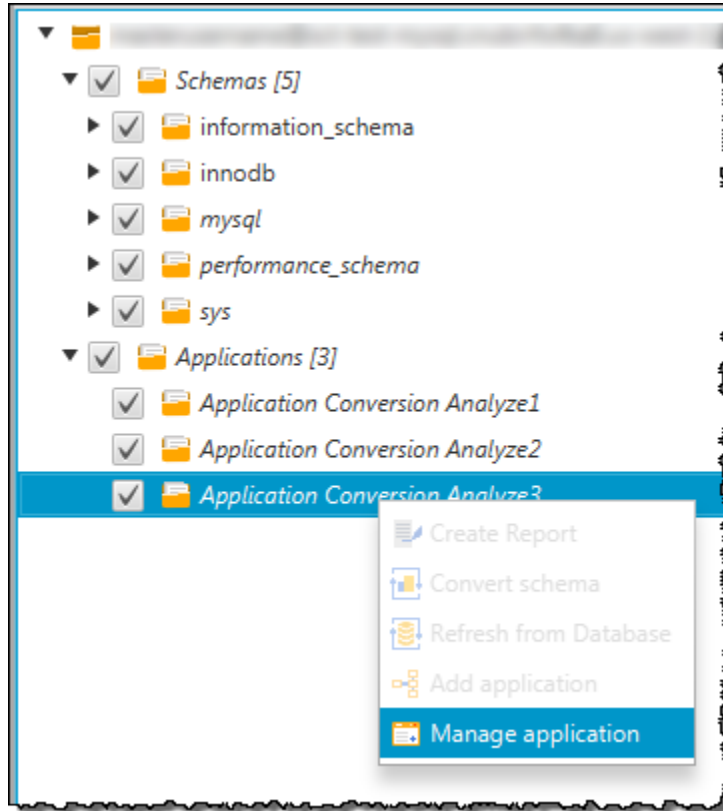 Schemas [5]
information_schema
innodb
mysql
performance_schema
sys
Applications [3]
Application Conversion Analyze1
Application Conversion Analyze2
Application Conversion Analyze3
Create Report
Convert schema
Refresh from Database
Add application
Manage application